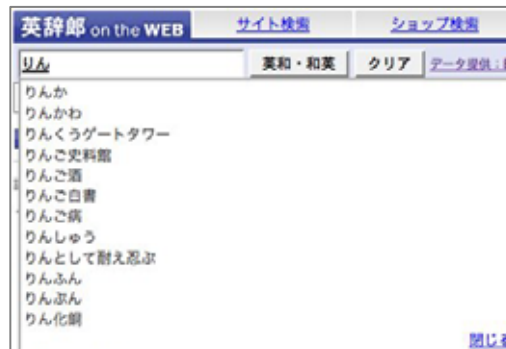 英辞郎 on the WEB サイト検索 ショップ検索
りん 英和・和英 クリア データ提供：
りんか
りんかわ
りんくうゲートタワー
りんご史料館
りんご酒
りんご白書
りんご病
りんしゅう
りんとして耐え忍ぶ
りんふん
りんぷん
りん化銅
閉じる